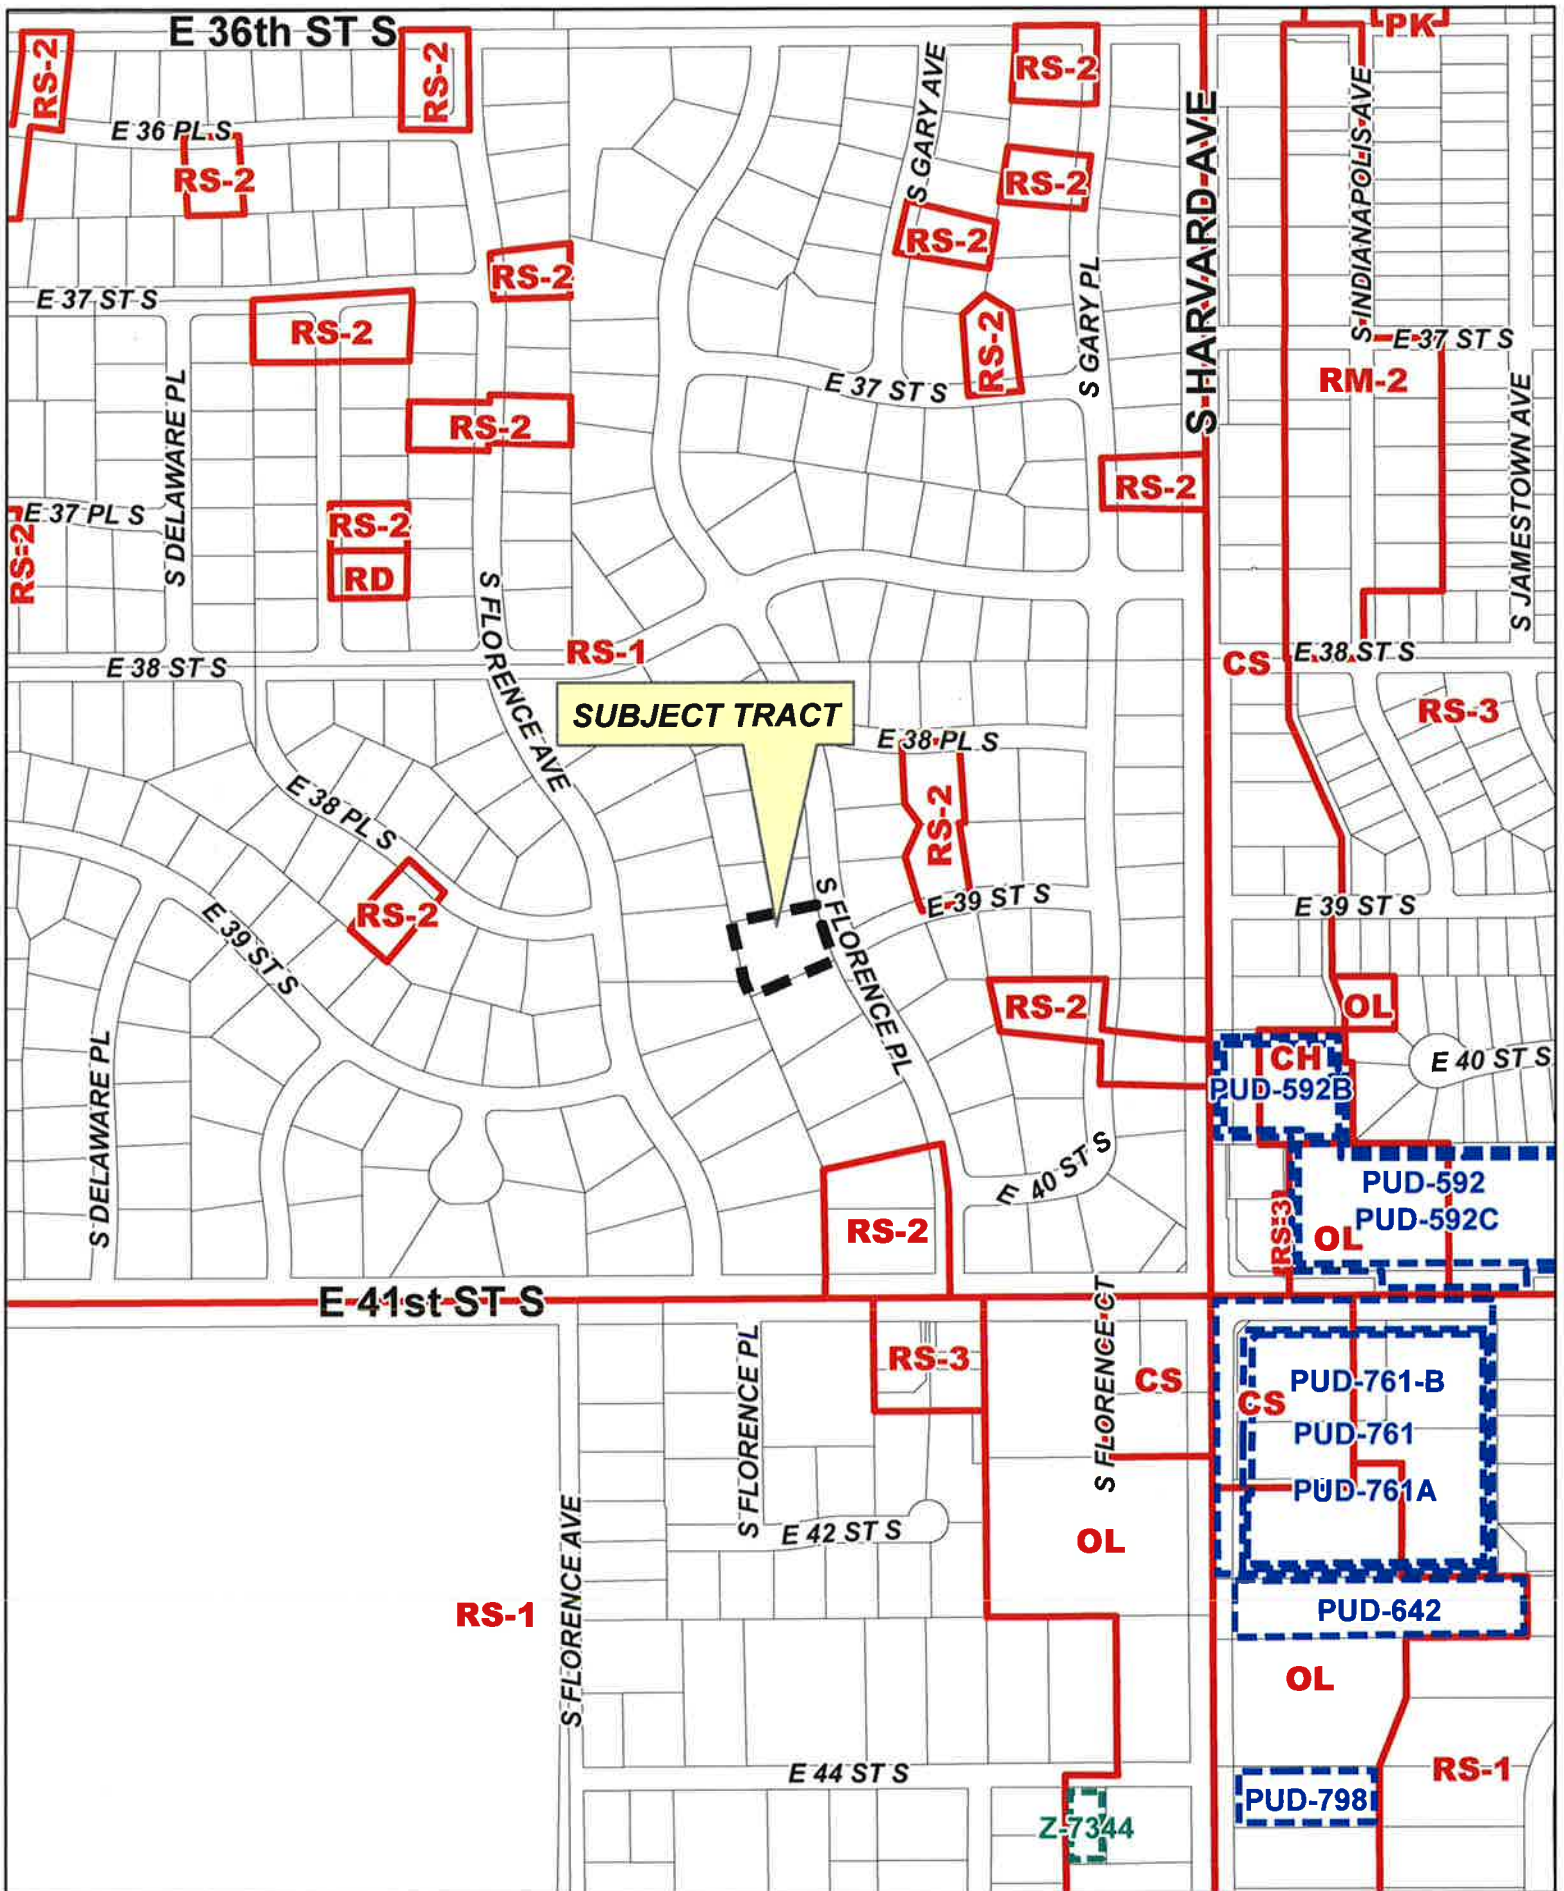 E 36th ST S
PK
RS-2
RS-2
RS-2
S GARY AVE
S HARVARD AVE
S INDIANAPOLIS AVE
E 36 PL S
RS-2
RS-2
RS-2
RS-2
E 37 ST S
RS-2
RS-2
S GARY PL
E 37 ST S
S DELAWARE PL
RS-2
E 37 ST S
RM-2
S JAMESTOWN AVE
RS-2
RS-2
E 37 PL S
RS-2
RS-2
RD
S FLORENCE AVE
RS-1
E 38 ST S
CS
E 38 ST S
RS-3
SUBJECT TRACT
E 38 PL S
E 38 PL S
RS-2
S FLORENCE PL
E 39 ST S
E 39 ST S
RS-2
E 39 ST S
RS-2
OL
S DELAWARE PL
CH
E 40 ST S
PUD-592B
E 40 ST S
PUD-592
PUD-592C
RS-3
OL
RS-2
E 41st ST S
S FLORENCE CT
S FLORENCE PL
RS-3
CS
PUD-761-B
CS
PUD-761
PUD-761A
E 42 ST S
OL
S FLORENCE AVE
RS-1
PUD-642
OL
E 44 ST S
RS-1
PUD-798
Z-7344